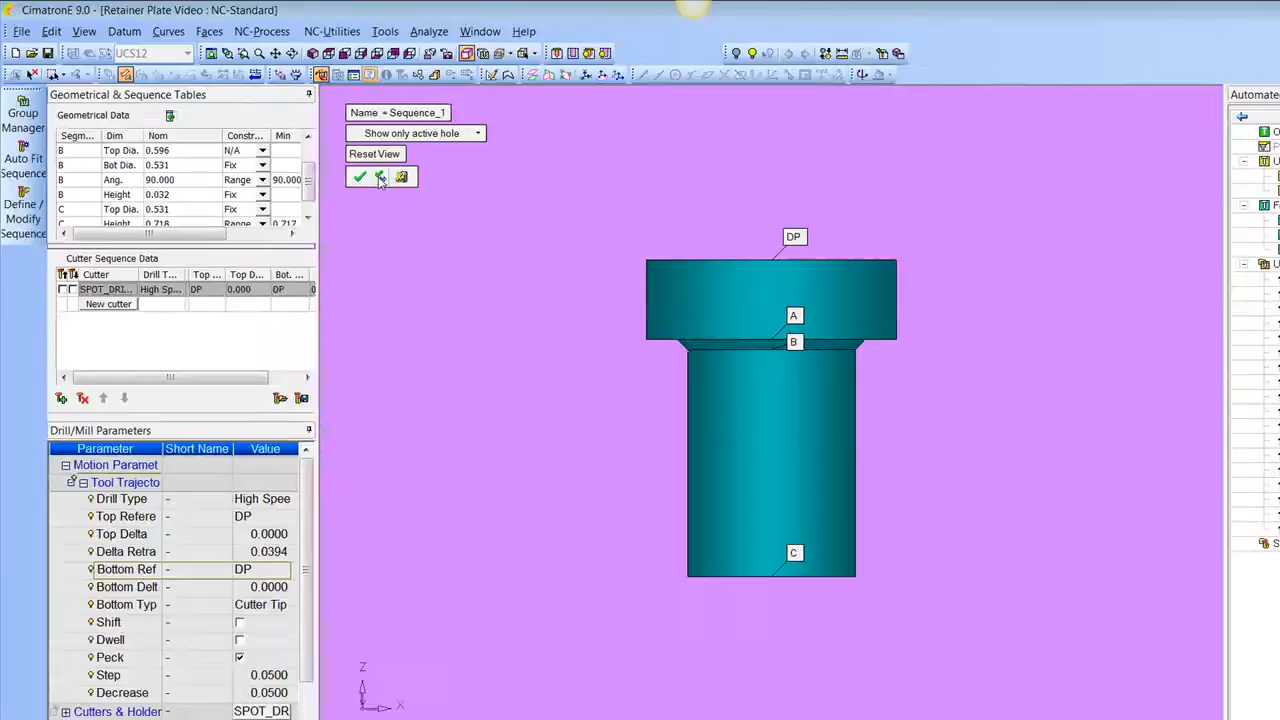 CimatronE 9.0 - [Retainer Plate Video : NC-Standard]
File Edit View Datum Curves Faces NC-Process NC-Utilities Tools Analyze Window Help
UCS12
Group Manager
Auto Fit Sequence
Define / Modify Sequence
Geometrical & Sequence Tables
Geometrical Data
Segm... Dim Nom Constr... Min
B Top Dia. 0.596 N/A
B Bot Dia. 0.531 Fix
B Ang. 90.000 Range 90.000
B Height 0.032 Fix
C Top Dia. 0.531 Fix
C Height 0.718 Range 0.717
Cutter Sequence Data
Cutter Drill T... Top ... Top D... Bot. ...
SPOT_DRI... High Sp... DP 0.000 DP
New cutter
Drill/Mill Parameters
Parameter Short Name Value
Motion Paramet
Tool Trajecto
Drill Type - High Spee
Top Refere - DP
Top Delta - 0.0000
Delta Retra - 0.0394
Bottom Ref - DP
Bottom Delt - 0.0000
Bottom Typ - Cutter Tip
Shift -
Dwell -
Peck -
Step - 0.0500
Decrease - 0.0500
Cutters & Holder SPOT_DR
Name = Sequence_1
Show only active hole
Reset View
DP
A
B
C
Z
X
Automate